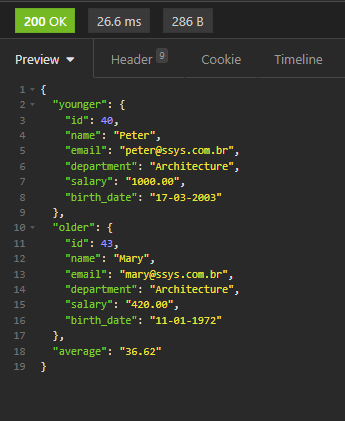 200 OK 26.6 ms 286 B
Preview Header 9 Cookie Timeline
1 {
2 "younger": {
3 "id": 40,
4 "name": "Peter",
5 "email": "peter@ssys.com.br",
6 "department": "Architecture",
7 "salary": "1000.00",
8 "birth_date": "17-03-2003"
9 },
10 "older": {
11 "id": 43,
12 "name": "Mary",
13 "email": "mary@ssys.com.br",
14 "department": "Architecture",
15 "salary": "420.00",
16 "birth_date": "11-01-1972"
17 },
18 "average": "36.62"
19 }